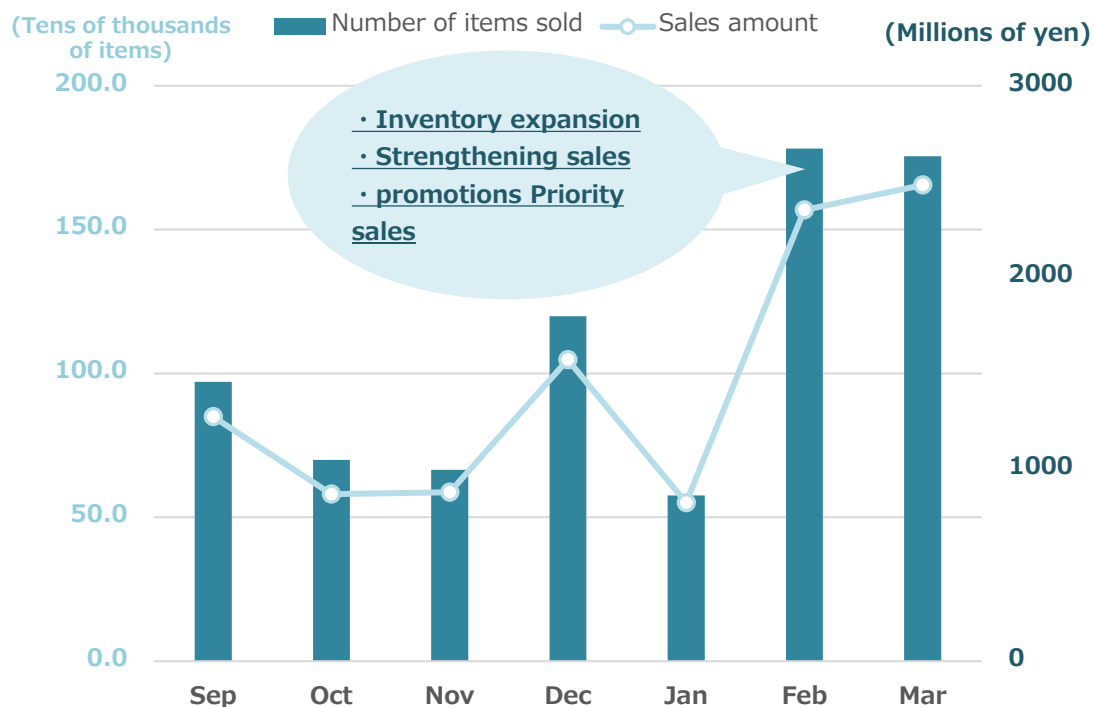 (Tens of thousands
of items)
Number of items sold
Sales amount
(Millions of yen)
200.0
3000
・Inventory expansion
・Strengthening sales
・promotions Priority
sales
150.0
2000
100.0
1000
50.0
0.0
0
Sep Oct Nov Dec Jan Feb Mar